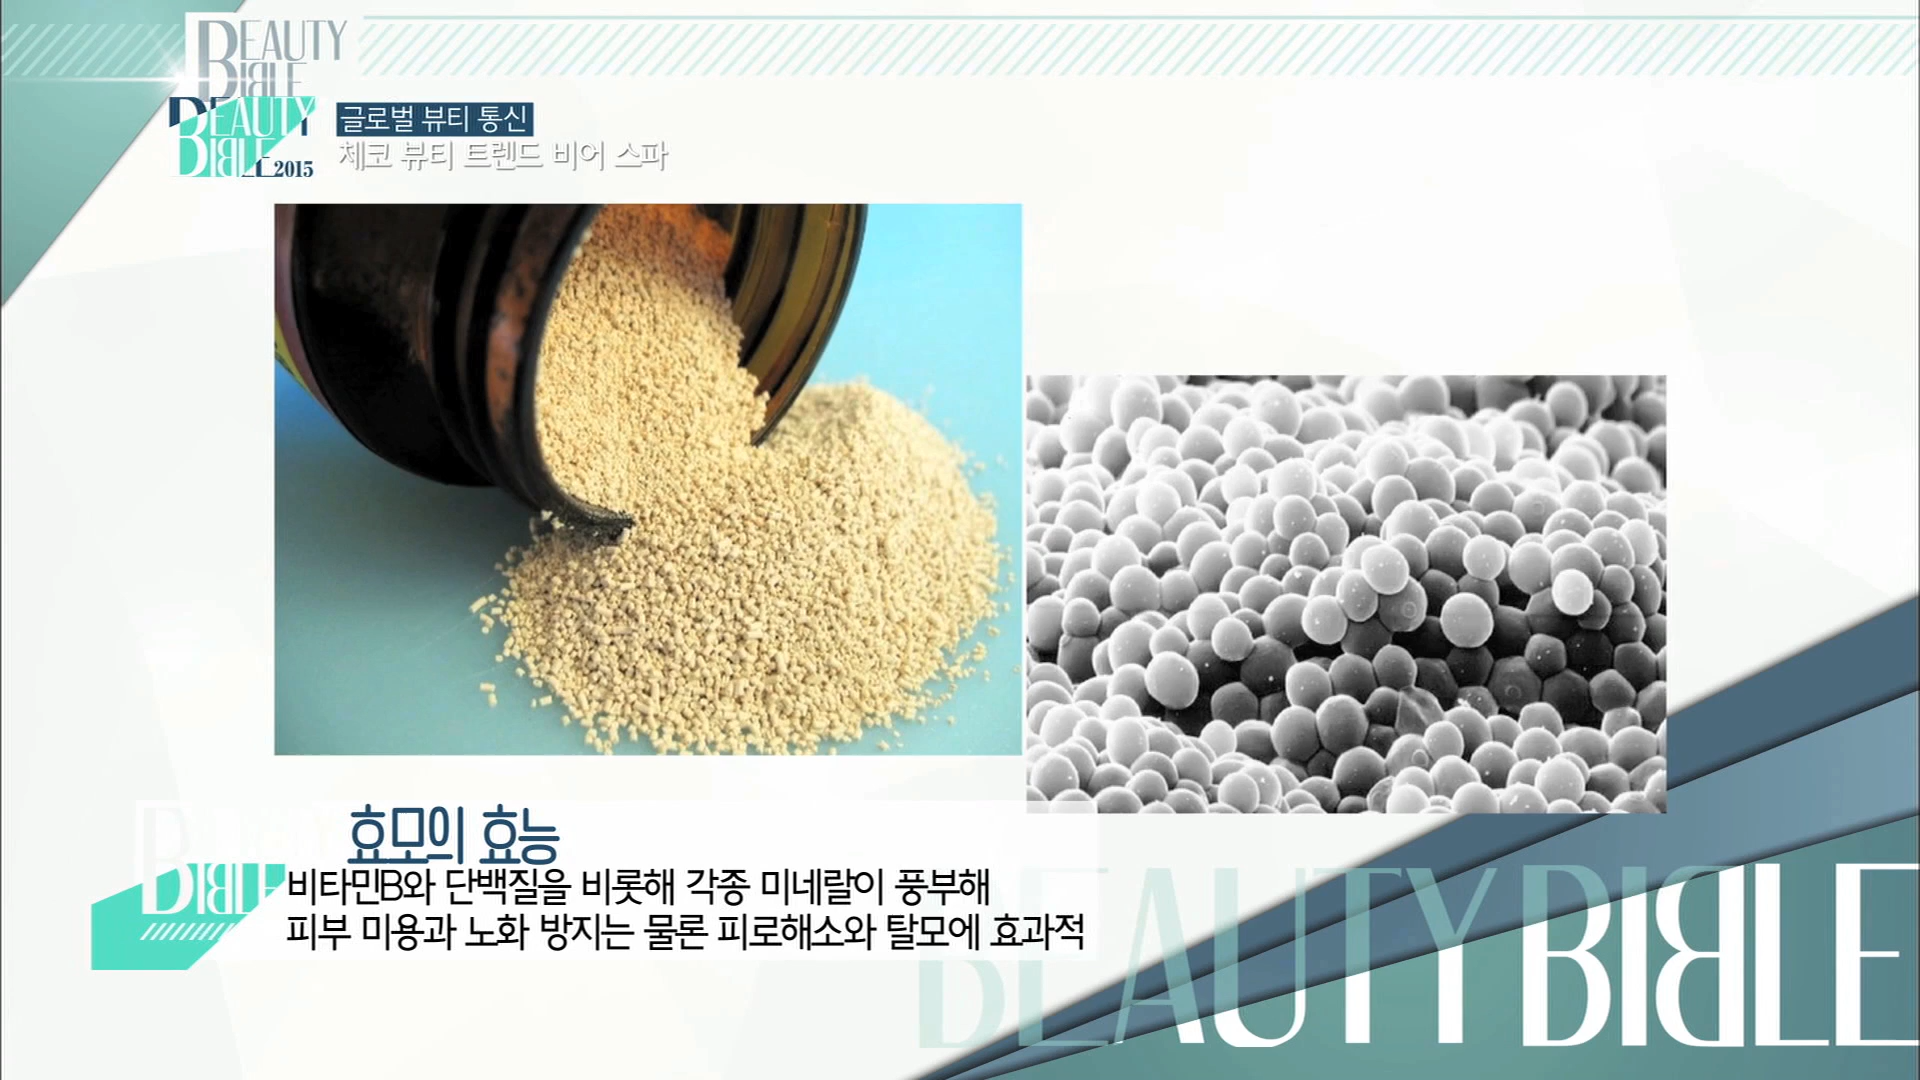 BEAUTY
BIBLE
BEAUTY
BIBLE 2015
글로벌 뷰티 통신
체코 뷰티 트렌드 비어 스파
효모의 효능
BIBLE
비타민B와 단백질을 비롯해 각종 미네랄이 풍부해
피부 미용과 노화 방지는 물론 피로해소와 탈모에 효과적
BEAUTY BIBLE